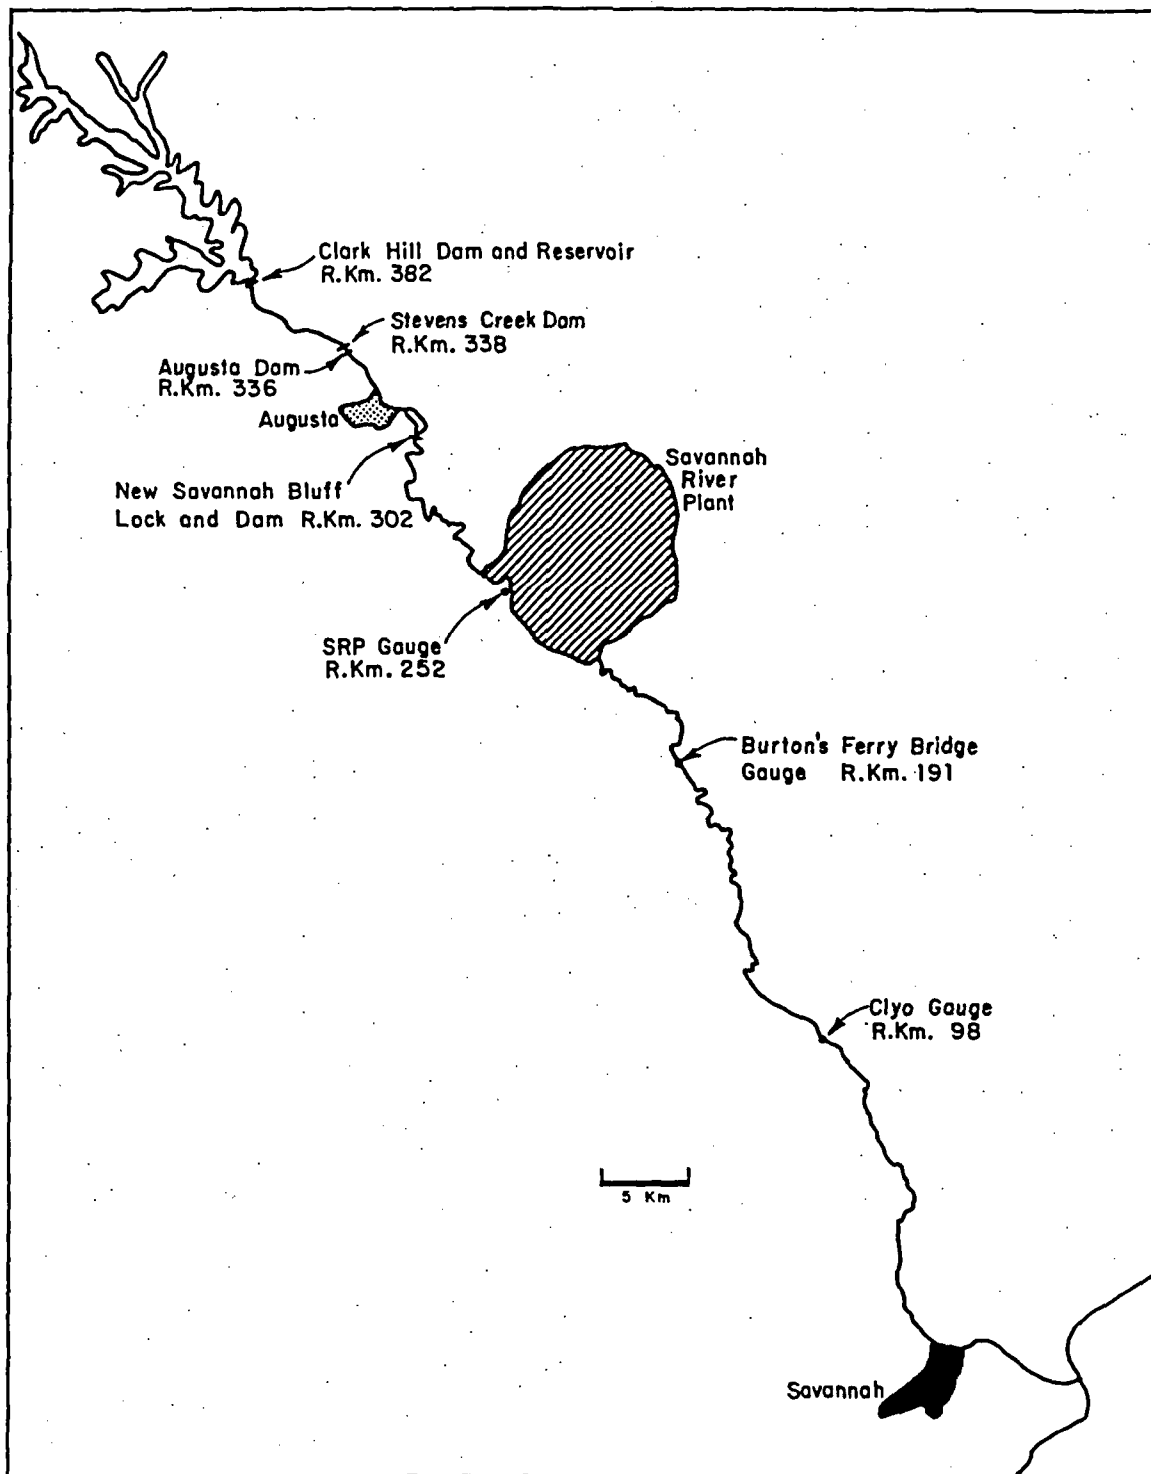 Clark Hill Dam and Reservoir
R.Km. 382
Stevens Creek Dam
R.Km. 338
Augusta Dam
R.Km. 336
Augusta
New Savannah Bluff
Lock and Dam R.Km. 302
Savannah
River
Plant
SRP Gauge
R.Km. 252
Burton's Ferry Bridge
Gauge R.Km. 191
Clyo Gauge
R.Km. 98
5 Km
Savannah